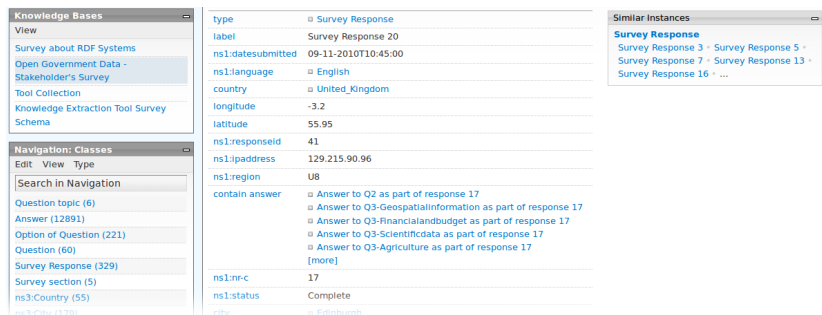 Knowledge Bases
View
Survey about RDF Systems
Open Government Data -
Stakeholder's Survey
Tool Collection
Knowledge Extraction Tool Survey
Schema
Navigation: Classes
Edit View Type
Search in Navigation
Question topic (6)
Answer (12891)
Option of Question (221)
Question (60)
Survey Response (329)
Survey section (5)
ns3:Country (55)
ns3:City (179)
type Survey Response
label Survey Response 20
ns1:datesubmitted 09-11-2010T10:45:00
ns1:language English
country United_Kingdom
longitude -3.2
latitude 55.95
ns1:responseid 41
ns1:ipaddress 129.215.90.96
ns1:region U8
contain answer Answer to Q2 as part of response 17
Answer to Q3-Geospatialinformation as part of response 17
Answer to Q3-Financialandbudget as part of response 17
Answer to Q3-Scientificdata as part of response 17
Answer to Q3-Agriculture as part of response 17
[more]
ns1:nr-c 17
ns1:status Complete
city Edinburgh
Similar Instances
Survey Response
Survey Response 3 Survey Response 5
Survey Response 7 Survey Response 13
Survey Response 16 ...